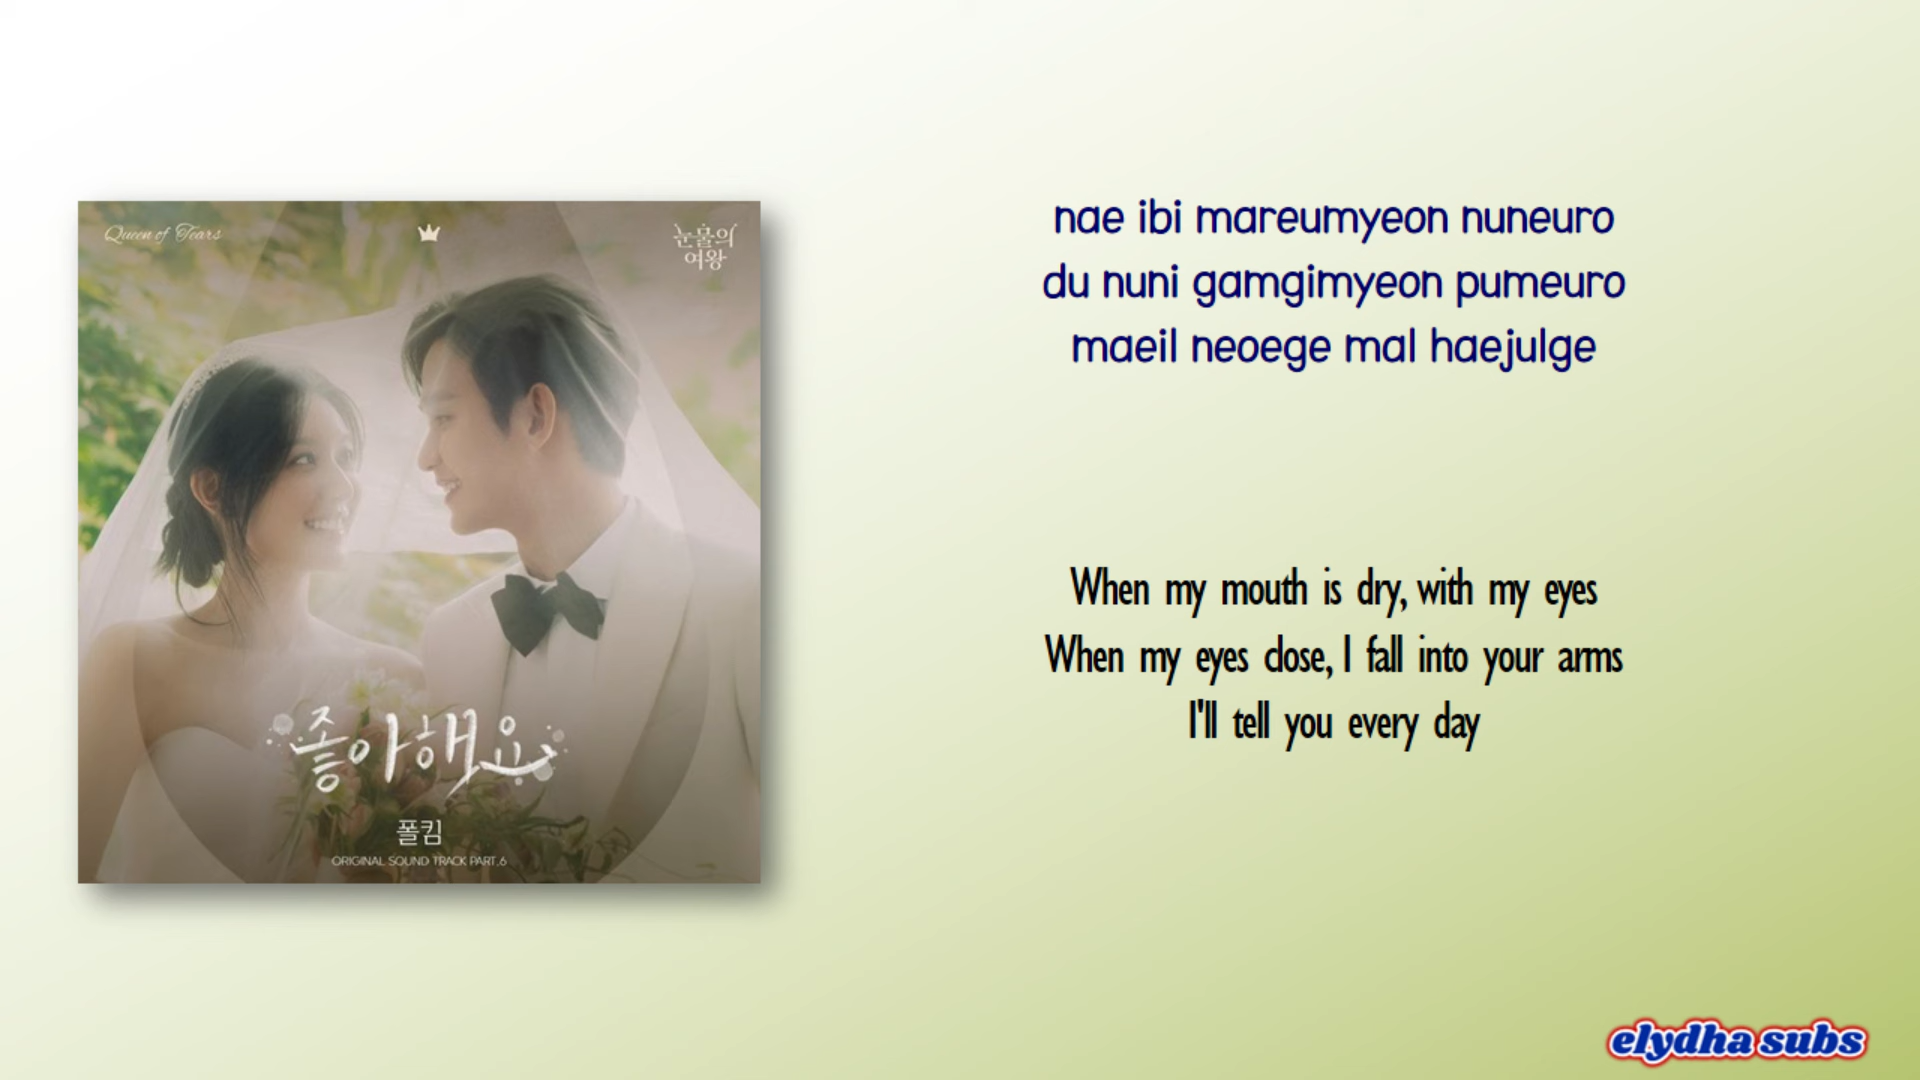 Queen of Tears
눈물의
여왕
좋아해요
폴킴
ORIGINAL SOUND TRACK PART.6
nae ibi mareumyeon nuneuro
du nuni gamgimyeon pumeuro
maeil neoege mal haejulge
When my mouth is dry, with my eyes
When my eyes close, I fall into your arms
I'll tell you every day
elydha subs